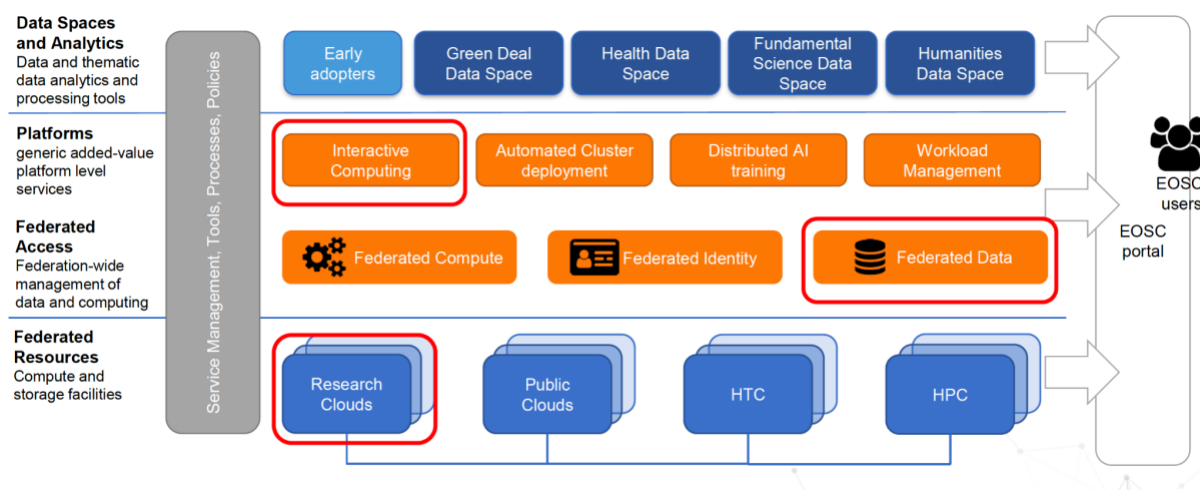 Data Spaces
and Analytics
Data and thematic
data analytics and
processing tools
Platforms
generic added-value
platform level
services
Federated
Access
Federation-wide
management of
data and computing
Federated
Resources
Compute and
storage facilities
Service Management, Tools, Processes, Policies
Early
adopters
Green Deal
Data Space
Health Data
Space
Fundamental
Science Data
Space
Humanities
Data Space
Interactive
Computing
Automated Cluster
deployment
Distributed AI
training
Workload
Management
Federated Compute
Federated Identity
Federated Data
Research
Clouds
Public
Clouds
HTC
HPC
EOSC
users
EOSC
portal